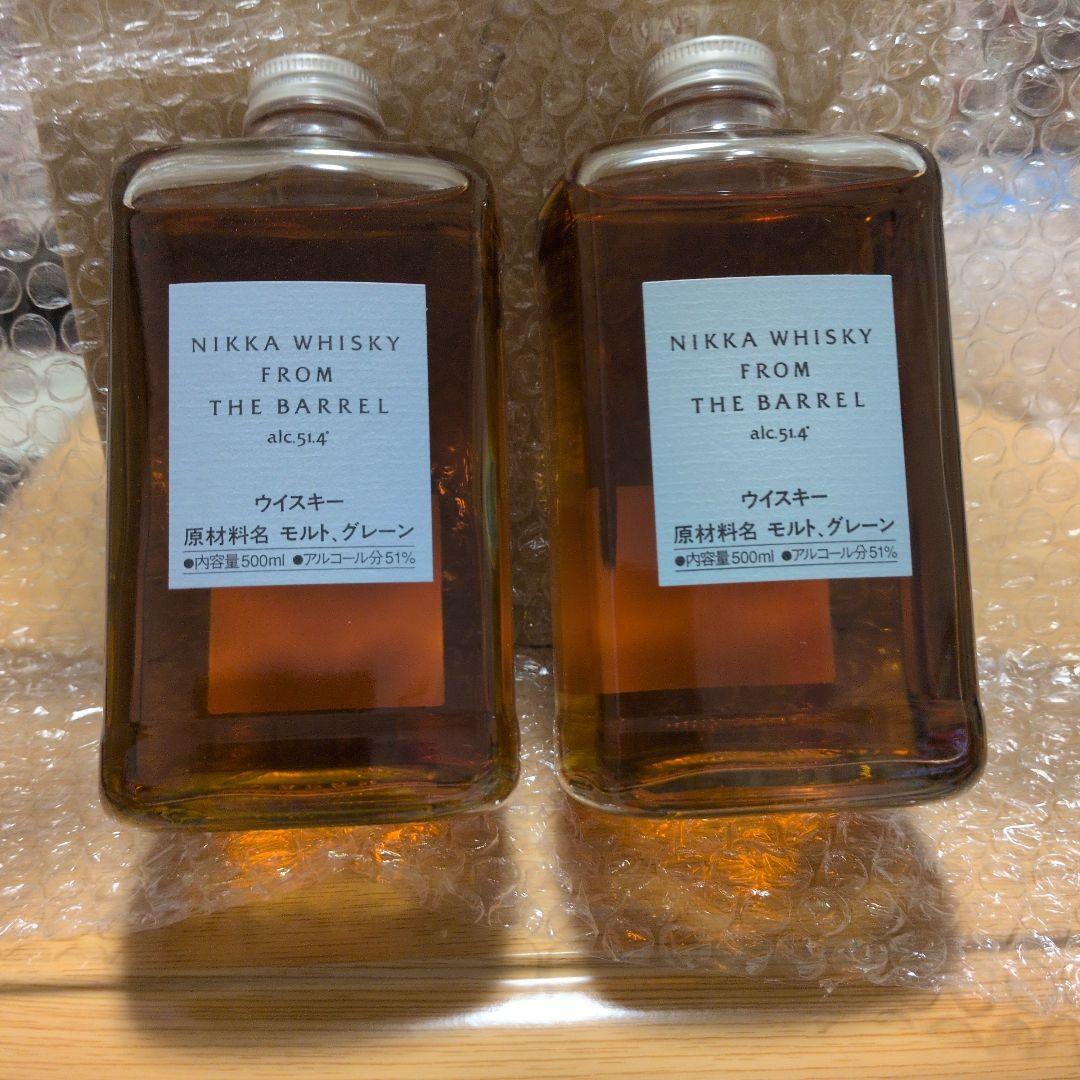 NIKKA WHISKY
FROM
THE BARREL
alc.51.4°
ウイスキー
原材料名 モルト、グレーン
●内容量500ml ●アルコール分51%
NIKKA WHISKY
FROM
THE BARREL
alc.51.4°
ウイスキー
原材料名 モルト、グレーン
●内容量500ml ●アルコール分51%